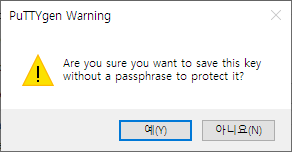 PuTTYgen Warning
Are you sure you want to save this key
without a passphrase to protect it?
예(Y)
아니요(N)